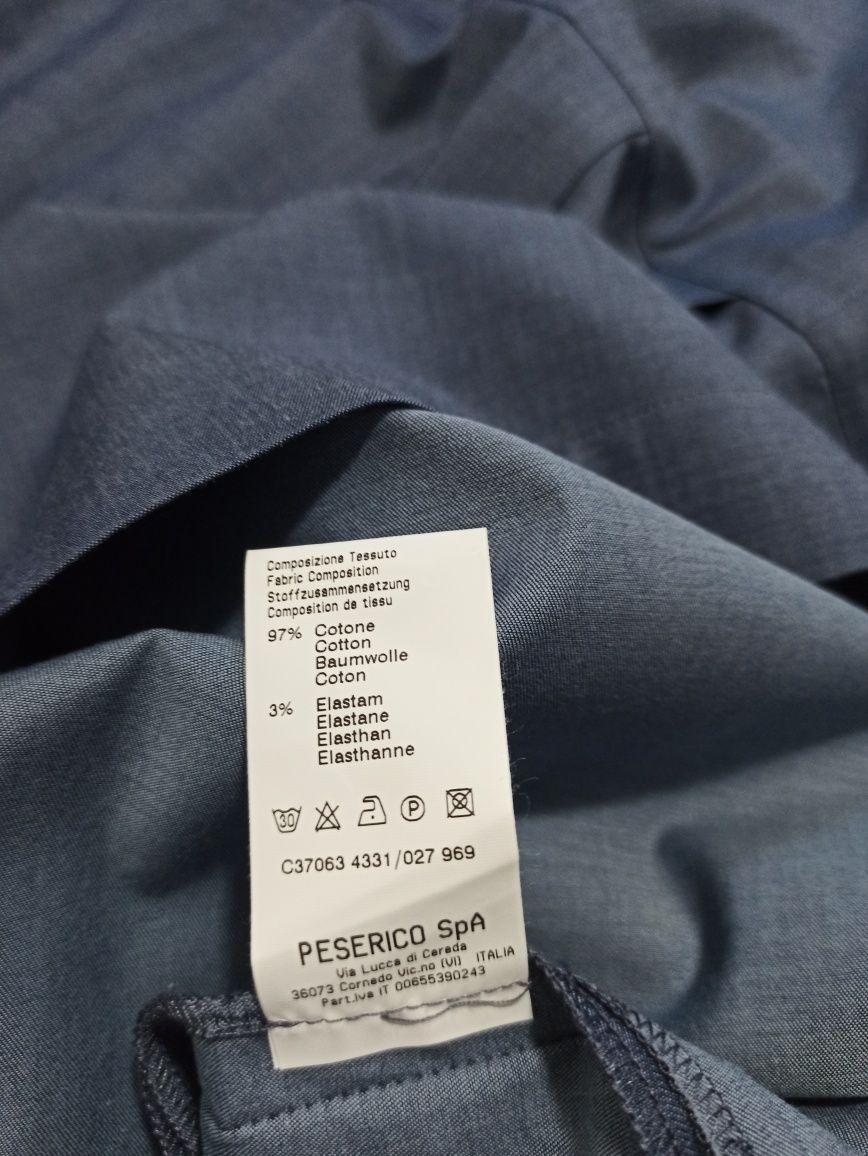 Composizione Tessuto
Fabric Composition
Stoffzusammensetzung
Composition de tissu
97% Cotone
Cotton
Baumwolle
Coton
3% Elastam
Elastane
Elasthan
Elasthanne
30 P
C37063 4331/027 969
PESERICO SpA
Via Lucca di Cereda
36073 Cornedo Vic.no (VI) ITALIA
Part.Iva IT 00655390243